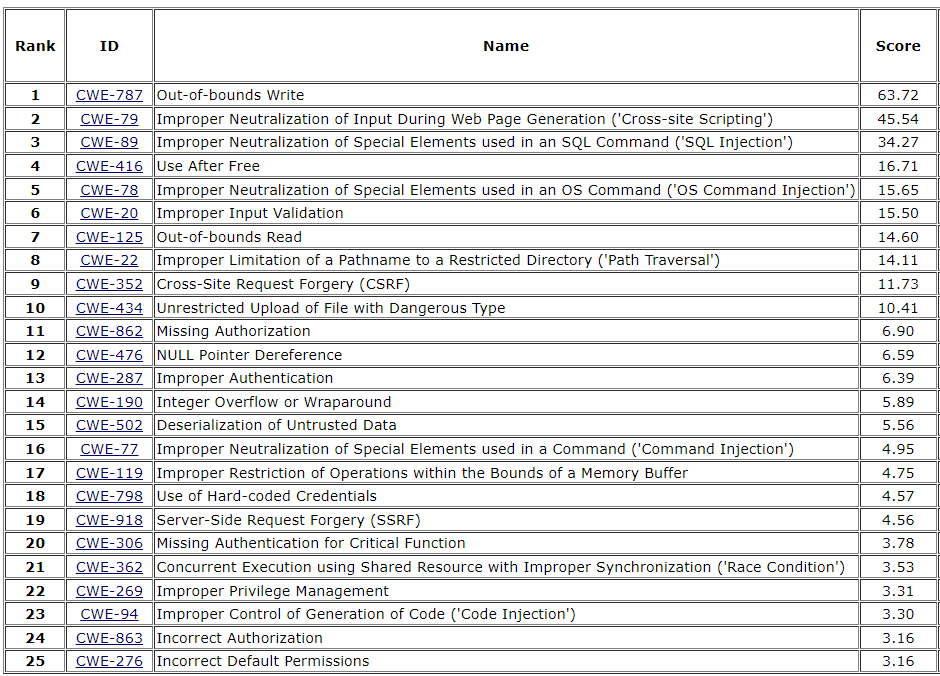 Rank ID Name Score
1 CWE-787 Out-of-bounds Write 63.72
2 CWE-79 Improper Neutralization of Input During Web Page Generation ('Cross-site Scripting') 45.54
3 CWE-89 Improper Neutralization of Special Elements used in an SQL Command ('SQL Injection') 34.27
4 CWE-416 Use After Free 16.71
5 CWE-78 Improper Neutralization of Special Elements used in an OS Command ('OS Command Injection') 15.65
6 CWE-20 Improper Input Validation 15.50
7 CWE-125 Out-of-bounds Read 14.60
8 CWE-22 Improper Limitation of a Pathname to a Restricted Directory ('Path Traversal') 14.11
9 CWE-352 Cross-Site Request Forgery (CSRF) 11.73
10 CWE-434 Unrestricted Upload of File with Dangerous Type 10.41
11 CWE-862 Missing Authorization 6.90
12 CWE-476 NULL Pointer Dereference 6.59
13 CWE-287 Improper Authentication 6.39
14 CWE-190 Integer Overflow or Wraparound 5.89
15 CWE-502 Deserialization of Untrusted Data 5.56
16 CWE-77 Improper Neutralization of Special Elements used in a Command ('Command Injection') 4.95
17 CWE-119 Improper Restriction of Operations within the Bounds of a Memory Buffer 4.75
18 CWE-798 Use of Hard-coded Credentials 4.57
19 CWE-918 Server-Side Request Forgery (SSRF) 4.56
20 CWE-306 Missing Authentication for Critical Function 3.78
21 CWE-362 Concurrent Execution using Shared Resource with Improper Synchronization ('Race Condition') 3.53
22 CWE-269 Improper Privilege Management 3.31
23 CWE-94 Improper Control of Generation of Code ('Code Injection') 3.30
24 CWE-863 Incorrect Authorization 3.16
25 CWE-276 Incorrect Default Permissions 3.16